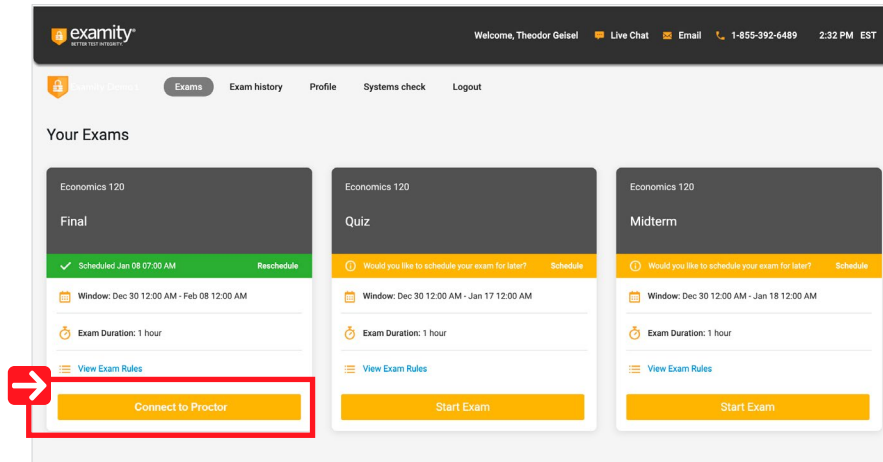 examity®
BETTER TEST INTEGRITY
Welcome, Theodor Geisel Live Chat Email 1-855-392-6489 2:32 PM EST
Exams Exam history Profile Systems check Logout
Your Exams
Economics 120
Final
Scheduled Jan 08 07:00 AM Reschedule
Window: Dec 30 12:00 AM - Feb 08 12:00 AM
Exam Duration: 1 hour
View Exam Rules
Connect to Proctor
Economics 120
Quiz
Would you like to schedule your exam for later? Schedule
Window: Dec 30 12:00 AM - Jan 17 12:00 AM
Exam Duration: 1 hour
View Exam Rules
Start Exam
Economics 120
Midterm
Would you like to schedule your exam for later? Schedule
Window: Dec 30 12:00 AM - Jan 18 12:00 AM
Exam Duration: 1 hour
View Exam Rules
Start Exam